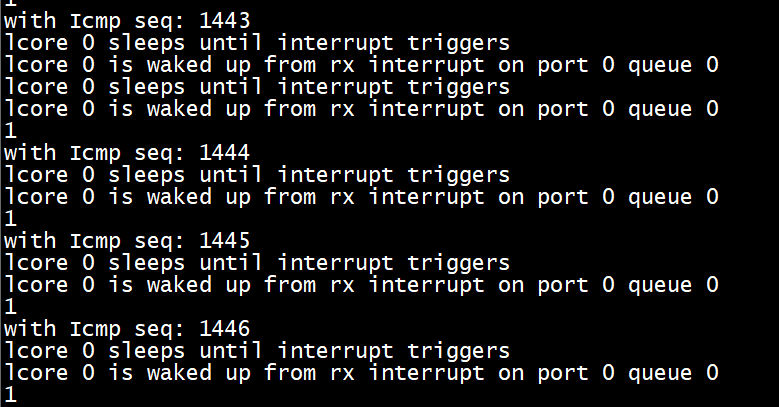 1
with Icmp seq: 1443
lcore 0 sleeps until interrupt triggers
lcore 0 is waked up from rx interrupt on port 0 queue 0
lcore 0 sleeps until interrupt triggers
lcore 0 is waked up from rx interrupt on port 0 queue 0
1
with Icmp seq: 1444
lcore 0 sleeps until interrupt triggers
lcore 0 is waked up from rx interrupt on port 0 queue 0
1
with Icmp seq: 1445
lcore 0 sleeps until interrupt triggers
lcore 0 is waked up from rx interrupt on port 0 queue 0
1
with Icmp seq: 1446
lcore 0 sleeps until interrupt triggers
lcore 0 is waked up from rx interrupt on port 0 queue 0
1